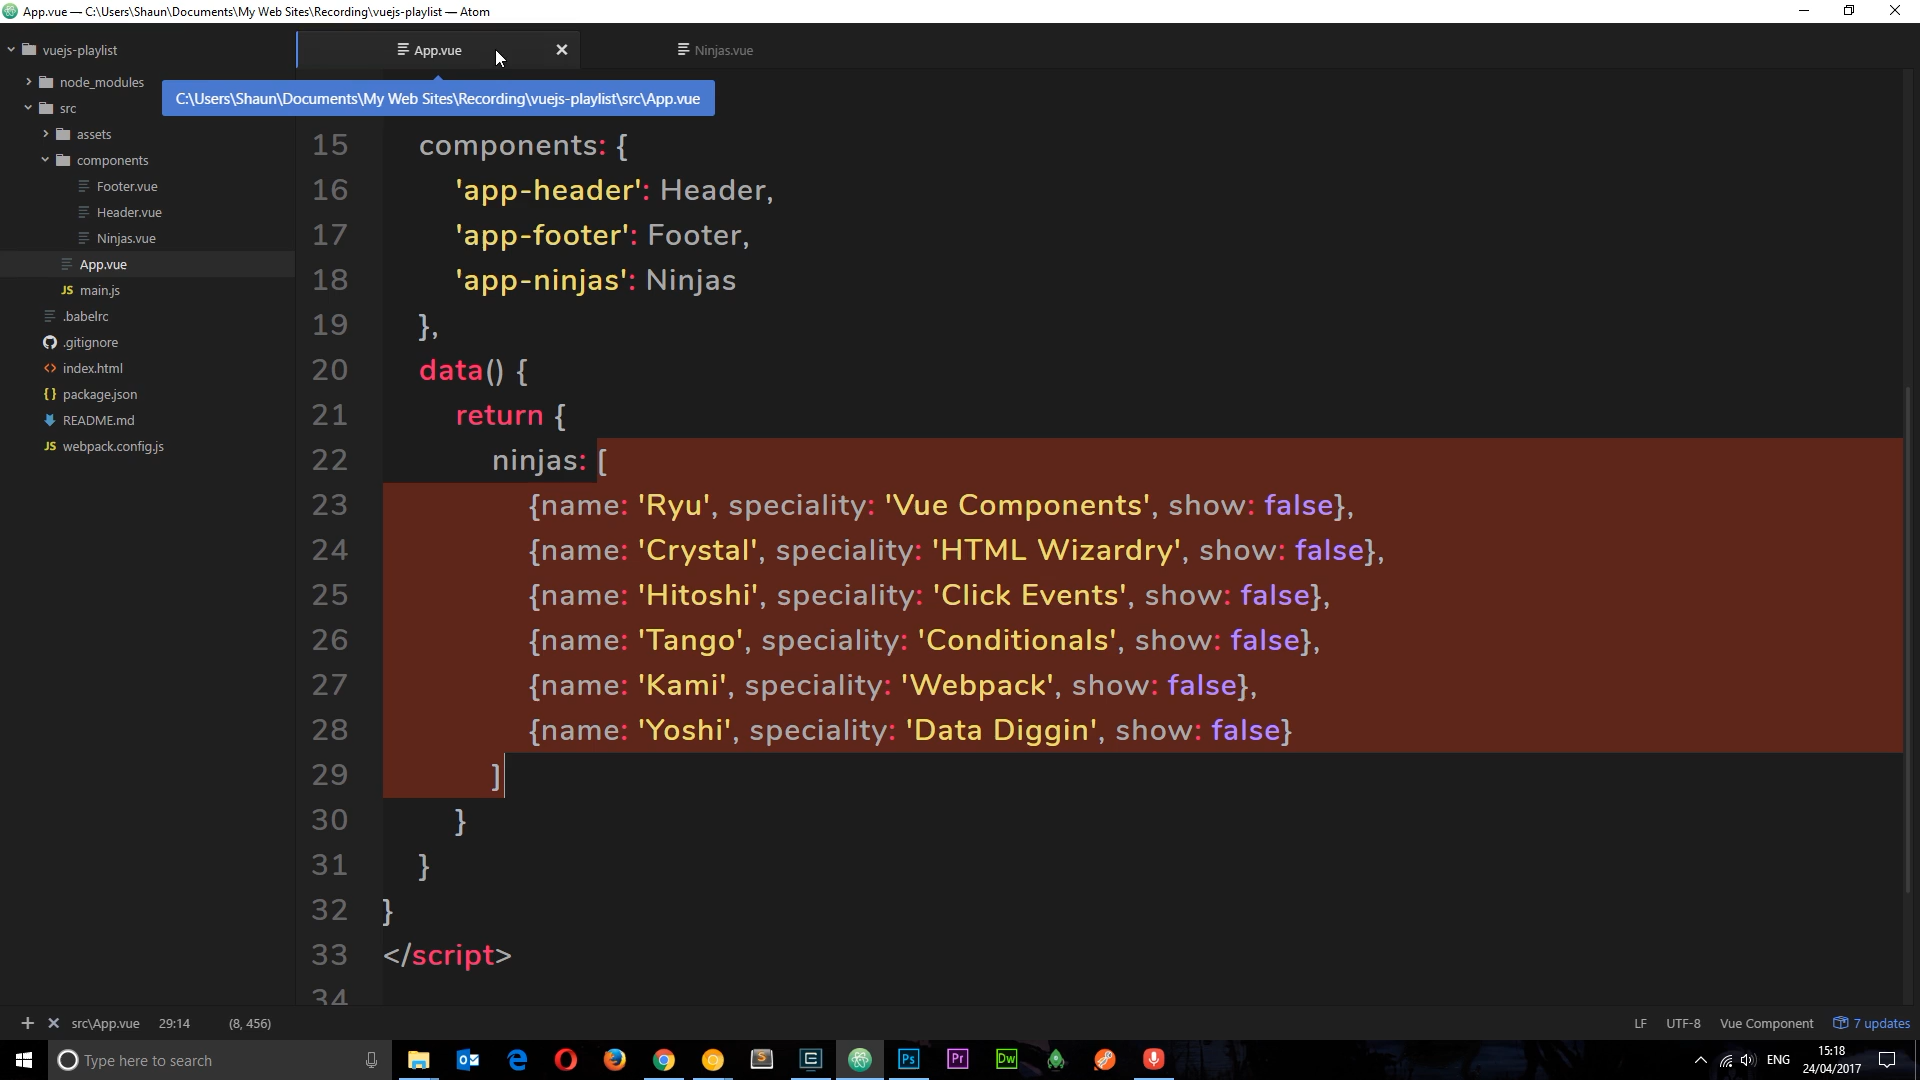 App.vue — C:\Users\Shaun\Documents\My Web Sites\Recording\vuejs-playlist — Atom
vuejs-playlist
App.vue
Ninjas.vue
node_modules
C:\Users\Shaun\Documents\My Web Sites\Recording\vuejs-playlist\src\App.vue
src
assets
components
Footer.vue
Header.vue
Ninjas.vue
App.vue
JS main.js
.babelrc
.gitignore
<> index.html
{} package.json
README.md
JS webpack.config.js
15 components: {
16 'app-header': Header,
17 'app-footer': Footer,
18 'app-ninjas': Ninjas
19 },
20 data() {
21 return {
22 ninjas: [
23 {name: 'Ryu', speciality: 'Vue Components', show: false},
24 {name: 'Crystal', speciality: 'HTML Wizardry', show: false},
25 {name: 'Hitoshi', speciality: 'Click Events', show: false},
26 {name: 'Tango', speciality: 'Conditionals', show: false},
27 {name: 'Kami', speciality: 'Webpack', show: false},
28 {name: 'Yoshi', speciality: 'Data Diggin', show: false}
29 ]
30 }
31 }
32 }
33 </script>
34
src\App.vue 29:14 (8, 456)
LF UTF-8 Vue Component 7 updates
Type here to search
Ps
Pr
Dw
ENG
15:18
24/04/2017